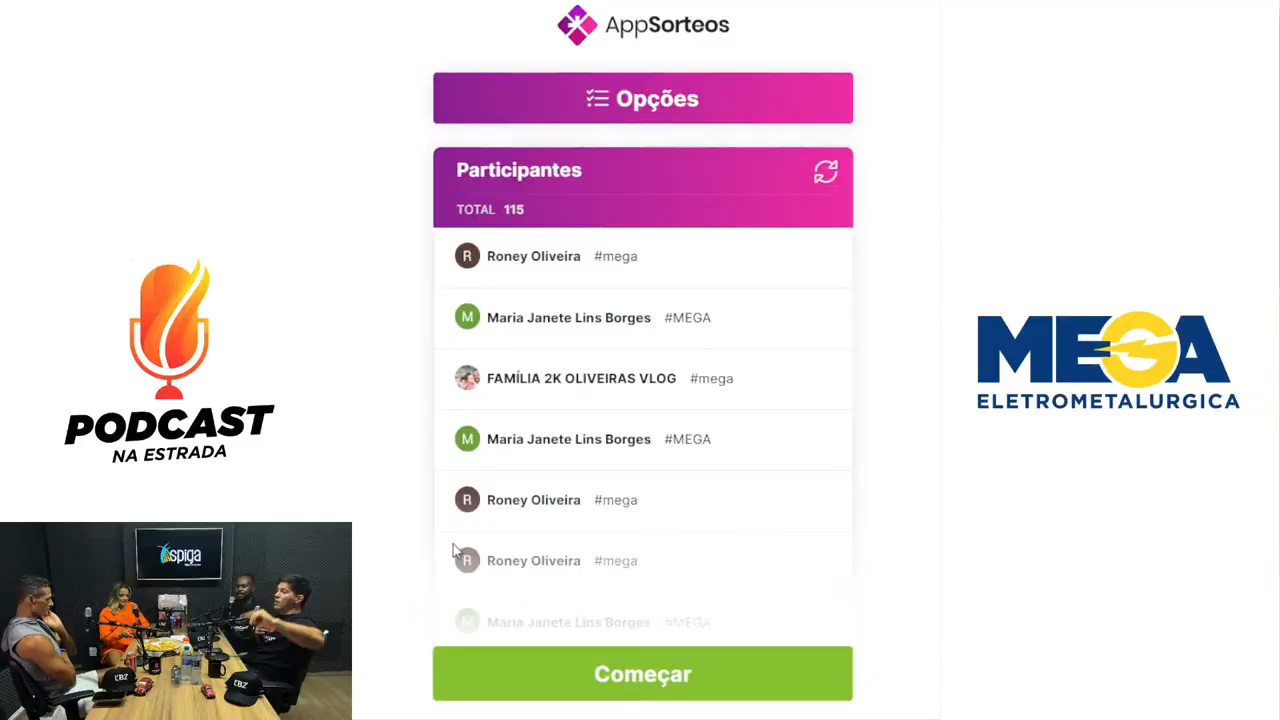 AppSorteos
Opções
Participantes
TOTAL 115
R Roney Oliveira #mega
M Maria Janete Lins Borges #MEGA
FAMÍLIA 2K OLIVEIRAS VLOG #mega
M Maria Janete Lins Borges #MEGA
R Roney Oliveira #mega
R Roney Oliveira #mega
M Maria Janete Lins Borges #MEGA
Começar
PODCAST
NA ESTRADA
MEGA
ELETROMETALURGICA
spiga